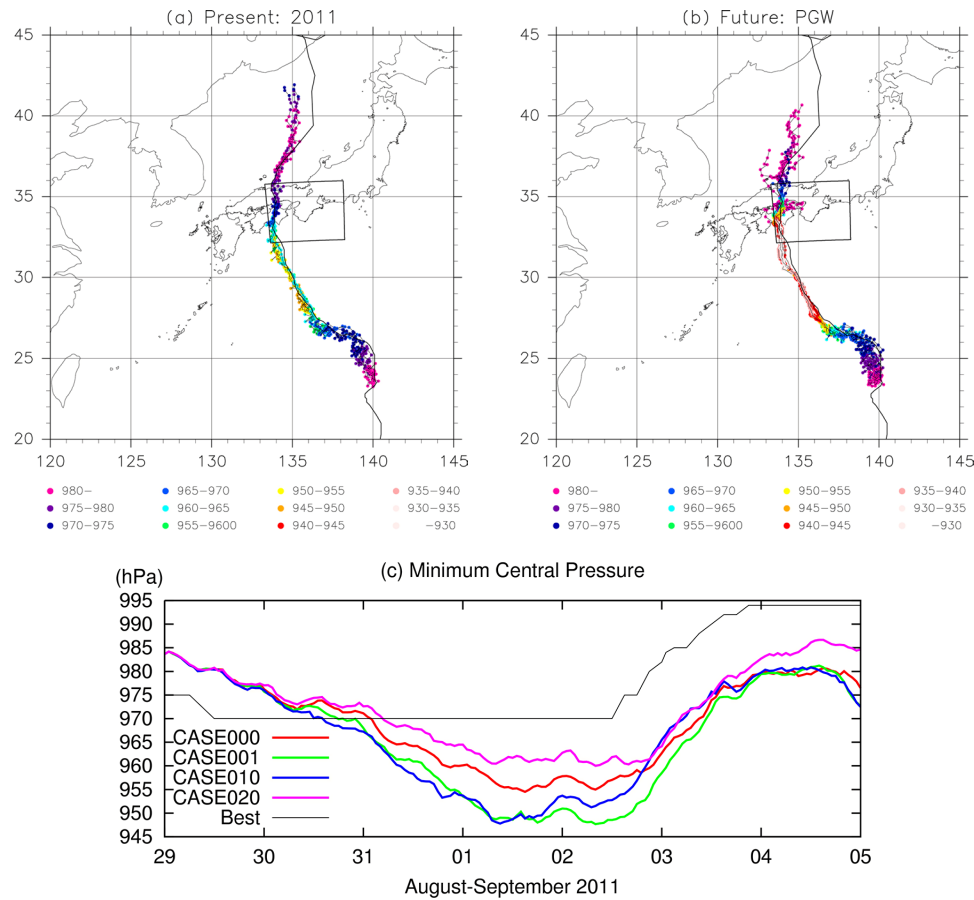 (a) Present: 2011
(b) Future: PGW
45
40
35
30
25
20
120 125 130 135 140 145
45
40
35
30
25
20
120 125 130 135 140 145
980− 965−970 950−955 935−940
975−980 960−965 945−950 930−935
970−975 955−9600 940−945 −930
980− 965−970 950−955 935−940
975−980 960−965 945−950 930−935
970−975 955−9600 940−945 −930
(hPa)
(c) Minimum Central Pressure
995
990
985
980
975
970
965
960
955
950
945
CASE000
CASE001
CASE010
CASE020
Best
29 30 31 01 02 03 04 05
August-September 2011